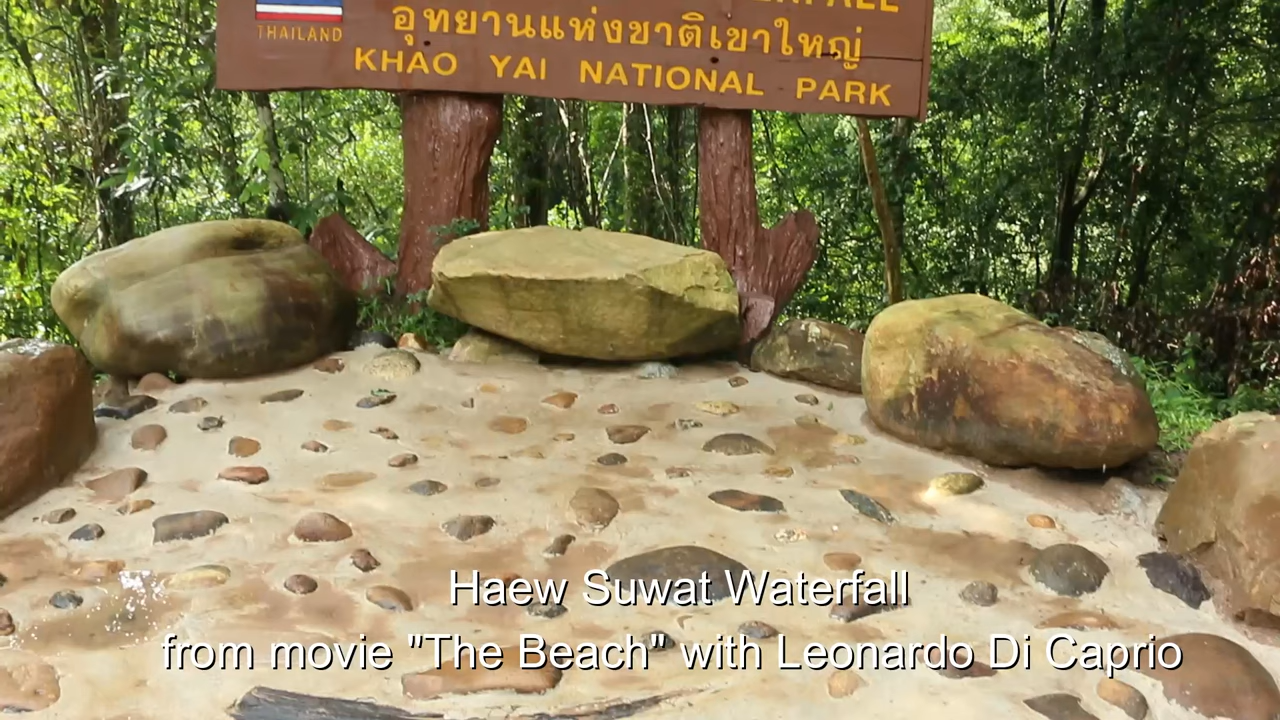 THAILAND
อุทยานแห่งชาติเขาใหญ่
KHAO YAI NATIONAL PARK
Haew Suwat Waterfall
from movie "The Beach" with Leonardo Di Caprio